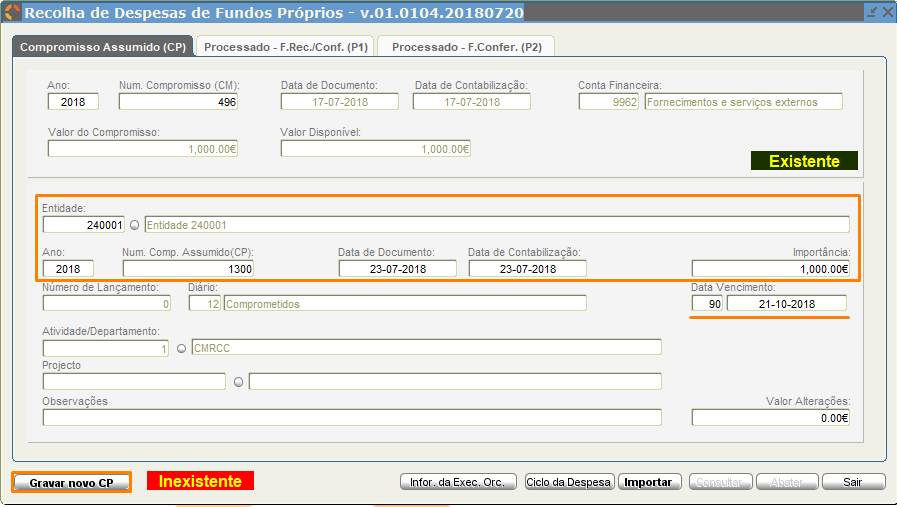 Recolha de Despesas de Fundos Próprios - v.01.0104.20180720
Compromisso Assumido (CP) Processado - F.Rec./Conf. (P1) Processado - F.Confer. (P2)
Ano: Num. Compromisso (CM): Data de Documento: Data de Contabilização: Conta Financeira:
2018 496 17-07-2018 17-07-2018 9962 Fornecimentos e serviços externos
Valor do Compromisso: Valor Disponível:
1,000.00€ 1,000.00€
Existente
Entidade:
240001 Entidade 240001
Ano: Num. Comp. Assumido(CP): Data de Documento: Data de Contabilização: Importância:
2018 1300 23-07-2018 23-07-2018 1,000.00€
Número de Lançamento: Diário: Data Vencimento:
0 12 Comprometidos 90 21-10-2018
Atividade/Departamento:
1 CMRCC
Projecto
Observações Valor Alterações:
0.00€
Gravar novo CP Inexistente Infor. da Exec. Orc. Ciclo da Despesa Importar Consultar Abater Sair